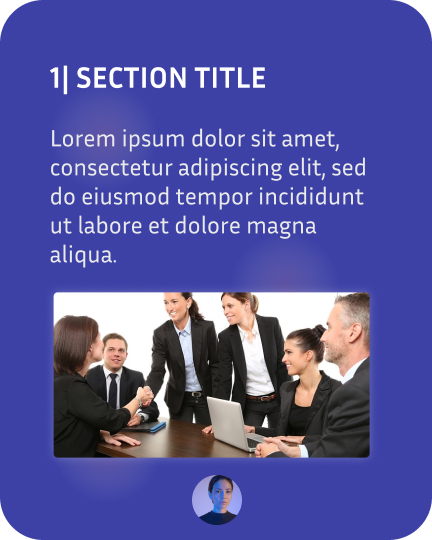 1| SECTION TITLE
Lorem ipsum dolor sit amet,
consectetur adipiscing elit, sed
do eiusmod tempor incididunt
ut labore et dolore magna
aliqua.